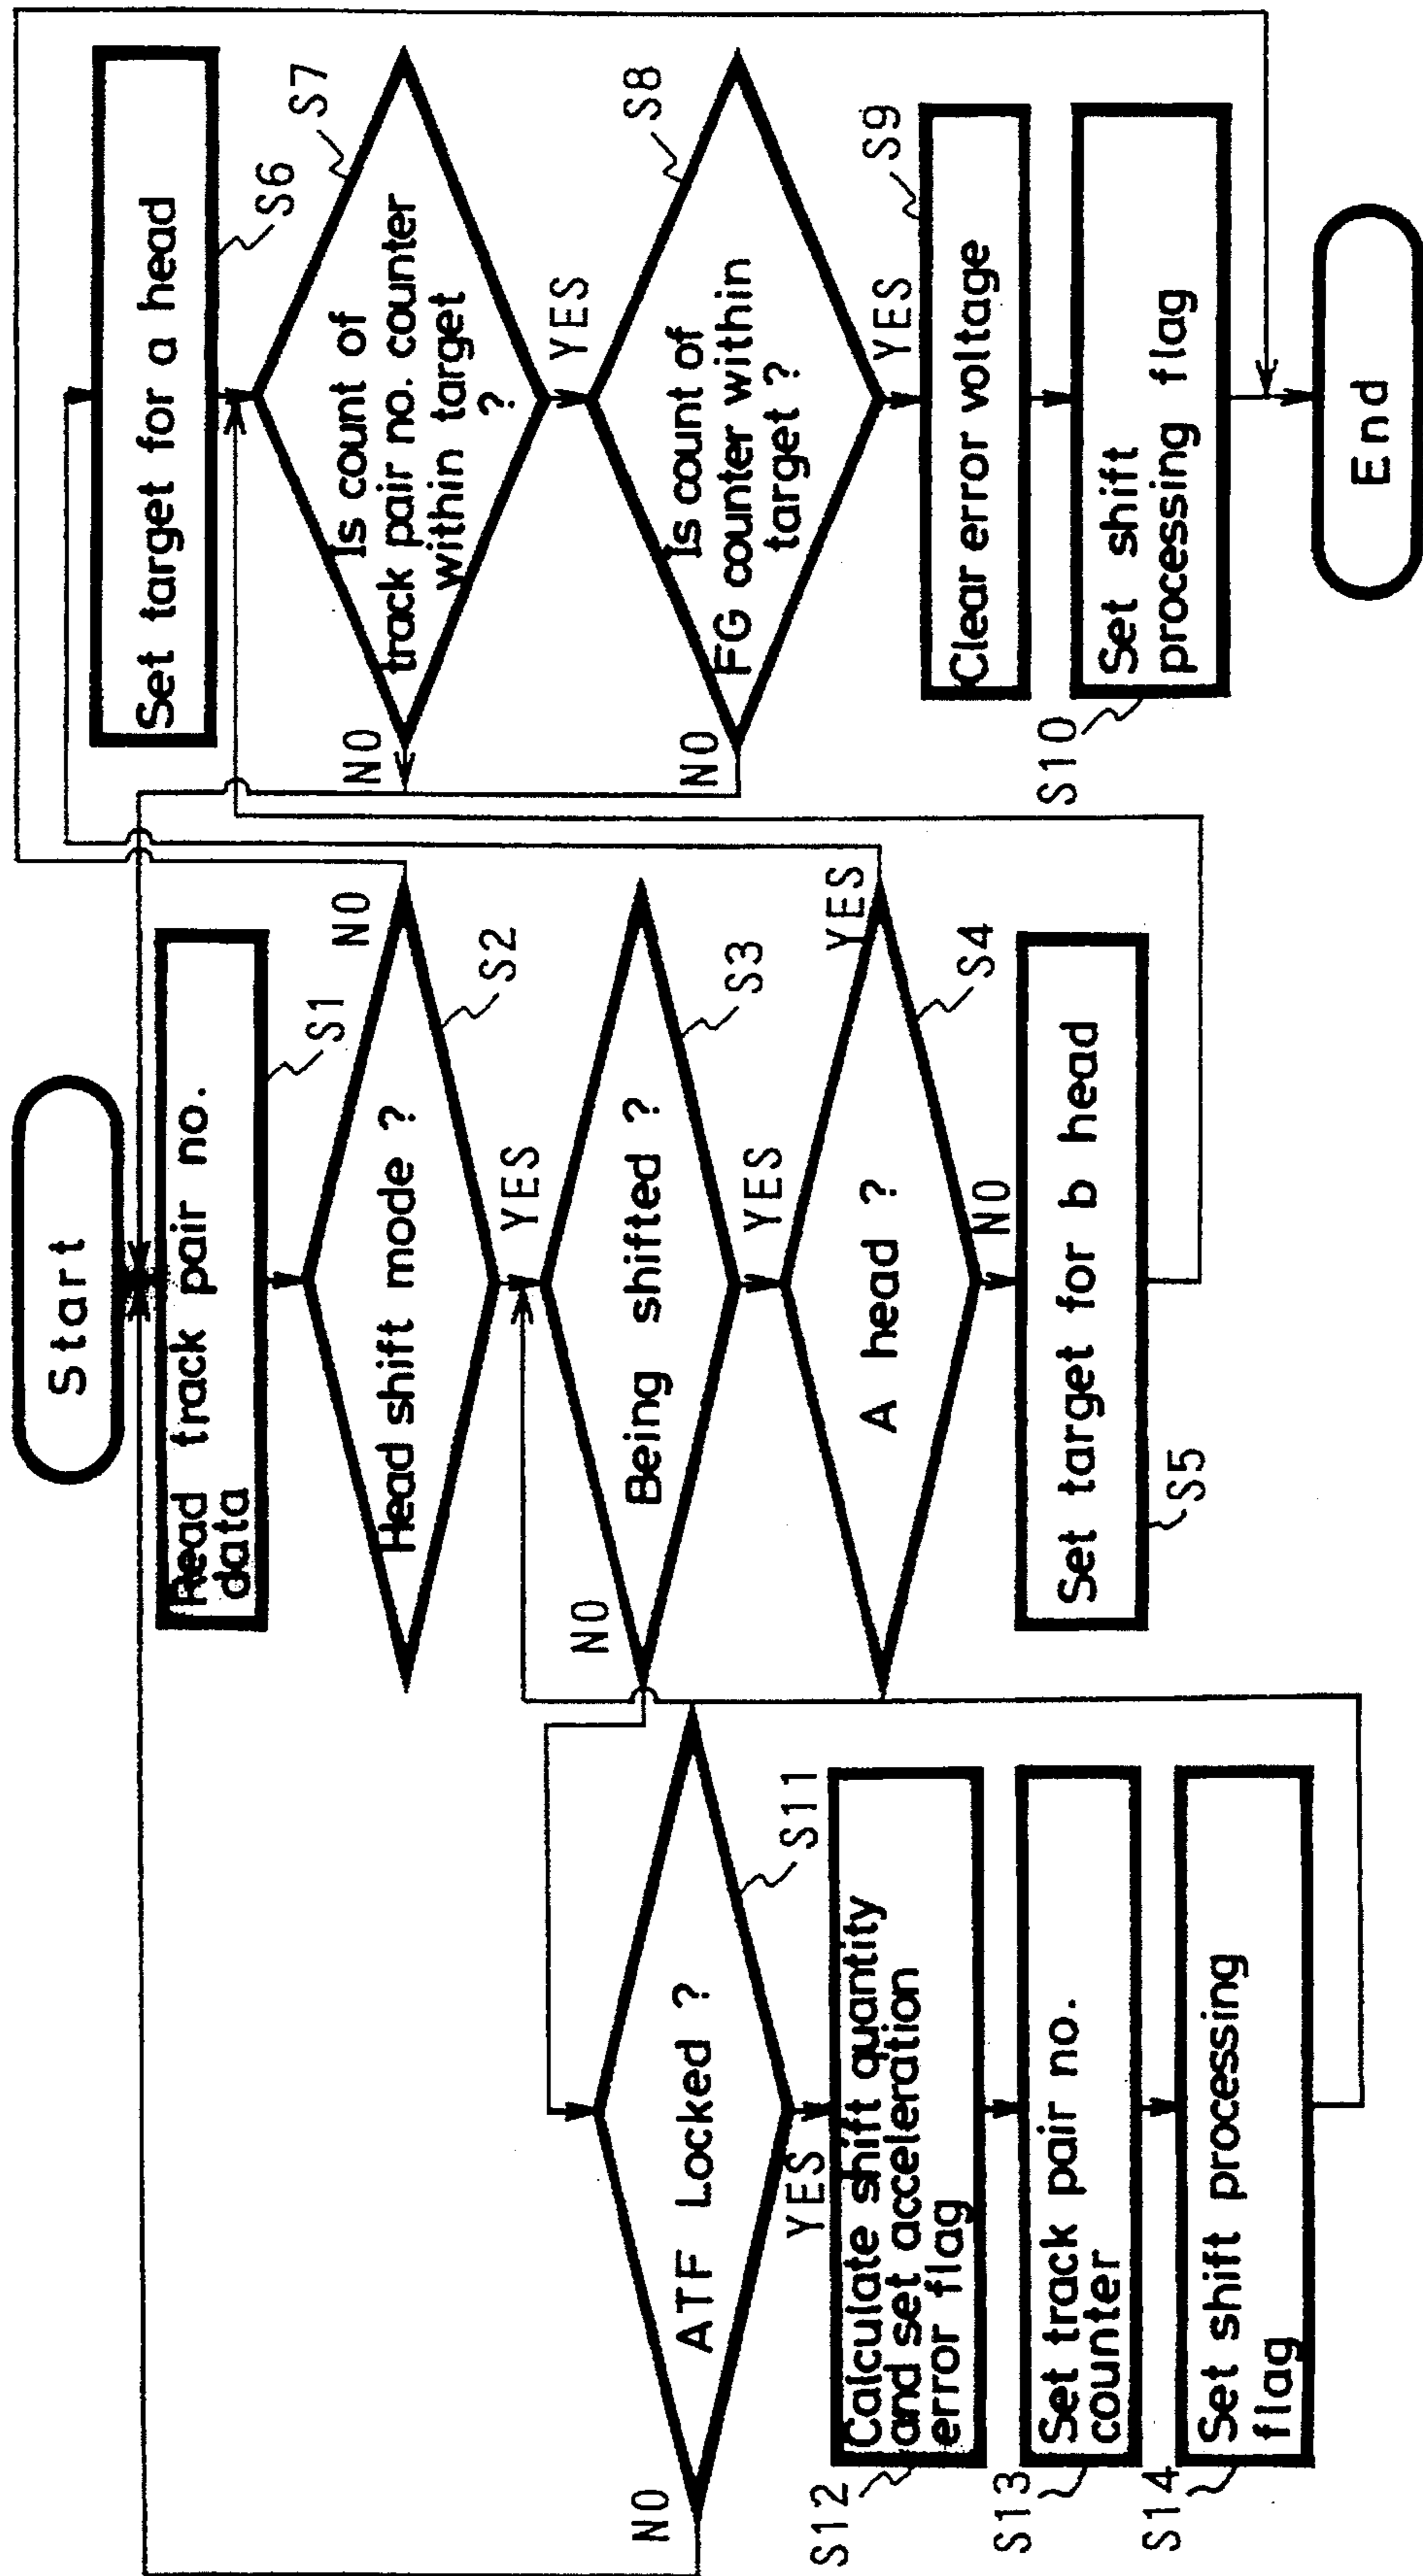 Start
Read track pair no.
data
S1
Head shift mode ?
NO
S2
YES
Being shifted ?
NO
S3
YES
A head ?
YES
S4
NO
Set target for b head
S5
Set target for a head
S6
S7
Is count of
track pair no. counter
within target
?
NO
YES
S8
Is count of
FG counter within
target ?
NO
YES
S9
Clear error voltage
S10
Set shift
processing flag
End
ATF Locked ?
NO
S11
YES
S12
Calculate shift quantity
and set acceleration
error flag
S13
Set track pair no.
counter
S14
Set shift processing
flag